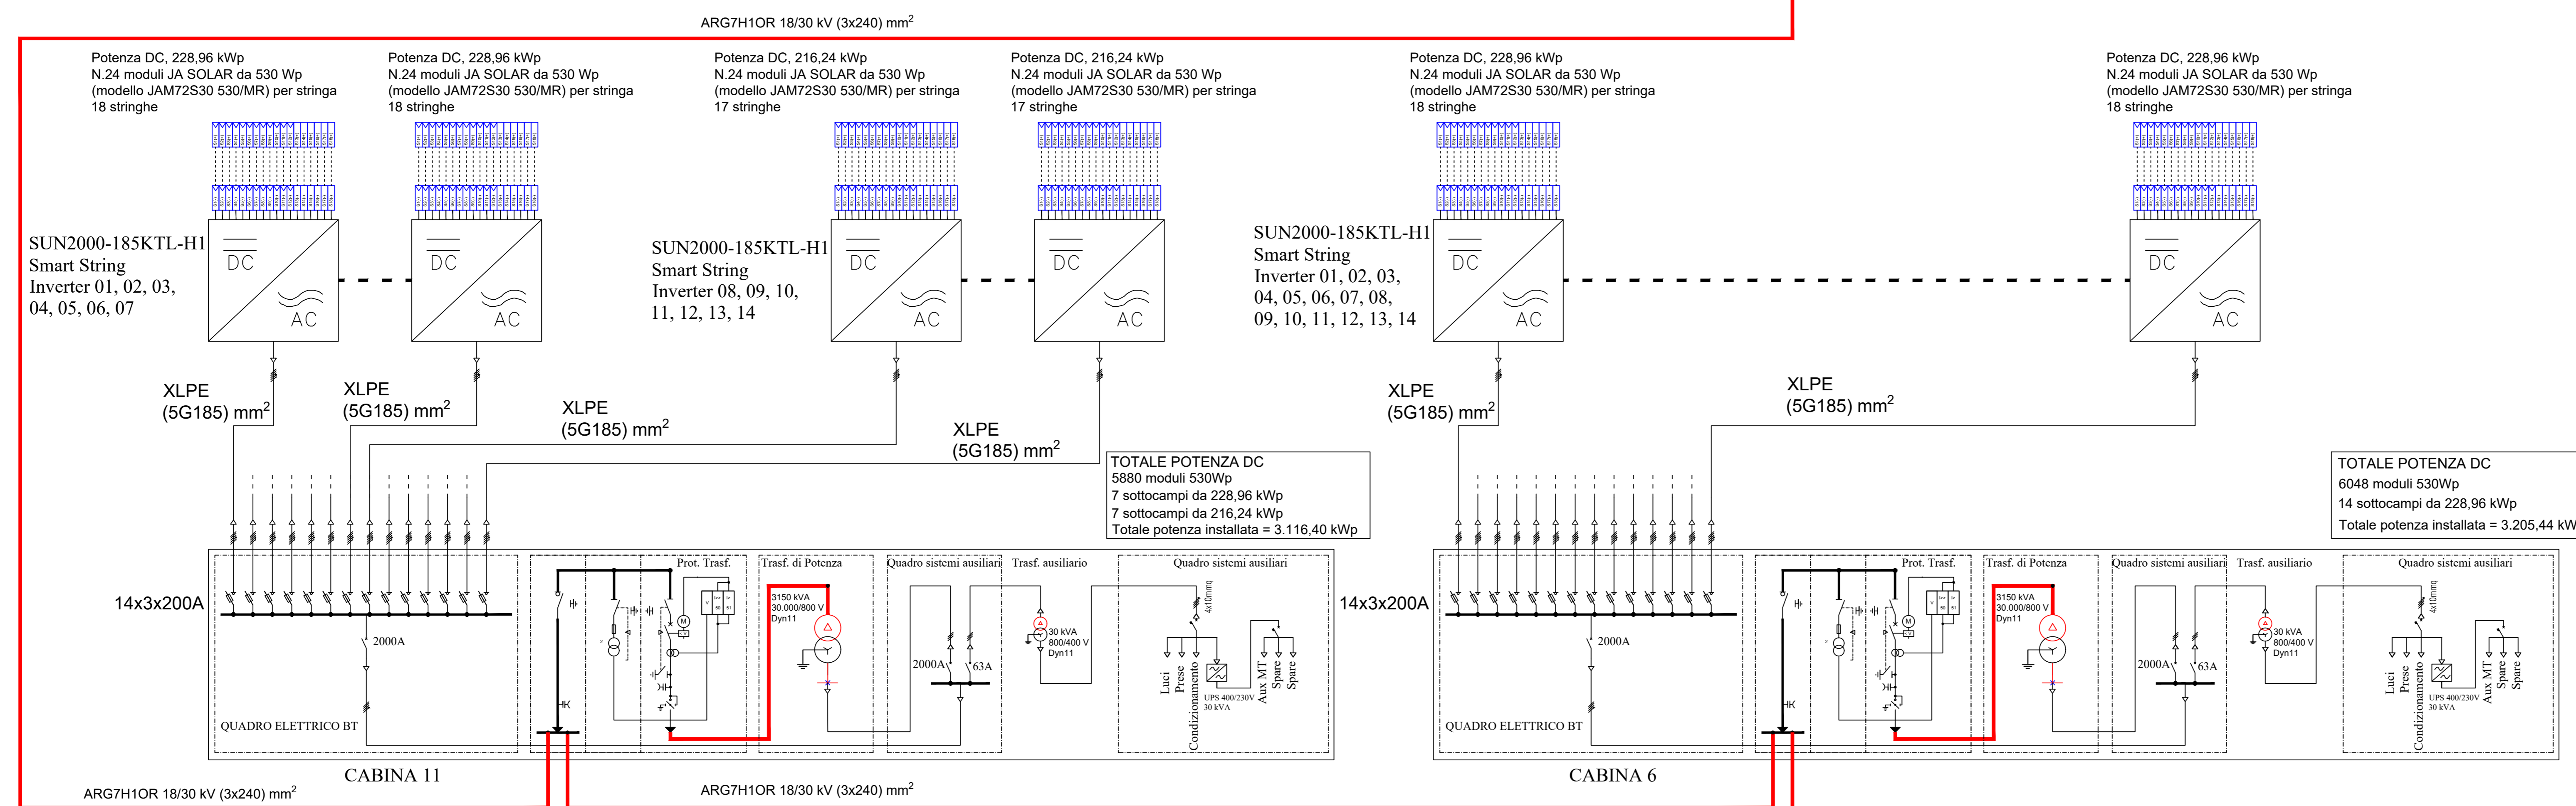 ARG7H1OR 18/30 kV (3x240) mm²
Potenza DC, 228,96 kWp
N.24 moduli JA SOLAR da 530 Wp
(modello JAM72S30 530/MR) per stringa
18 stringhe
Potenza DC, 228,96 kWp
N.24 moduli JA SOLAR da 530 Wp
(modello JAM72S30 530/MR) per stringa
18 stringhe
Potenza DC, 216,24 kWp
N.24 moduli JA SOLAR da 530 Wp
(modello JAM72S30 530/MR) per stringa
17 stringhe
Potenza DC, 216,24 kWp
N.24 moduli JA SOLAR da 530 Wp
(modello JAM72S30 530/MR) per stringa
17 stringhe
Potenza DC, 228,96 kWp
N.24 moduli JA SOLAR da 530 Wp
(modello JAM72S30 530/MR) per stringa
18 stringhe
Potenza DC, 228,96 kWp
N.24 moduli JA SOLAR da 530 Wp
(modello JAM72S30 530/MR) per stringa
18 stringhe
SUN2000-185KTL-H1
Smart String
Inverter 01, 02, 03,
04, 05, 06, 07
DC
AC
DC
AC
SUN2000-185KTL-H1
Smart String
Inverter 08, 09, 10,
11, 12, 13, 14
DC
AC
DC
AC
SUN2000-185KTL-H1
Smart String
Inverter 01, 02, 03,
04, 05, 06, 07, 08,
09, 10, 11, 12, 13, 14
DC
AC
DC
AC
XLPE
(5G185) mm²
XLPE
(5G185) mm²
XLPE
(5G185) mm²
XLPE
(5G185) mm²
XLPE
(5G185) mm²
XLPE
(5G185) mm²
TOTALE POTENZA DC
5880 moduli 530Wp
7 sottocampi da 228,96 kWp
7 sottocampi da 216,24 kWp
Totale potenza installata = 3.116,40 kWp
TOTALE POTENZA DC
6048 moduli 530Wp
14 sottocampi da 228,96 kWp
Totale potenza installata = 3.205,44 kW
14x3x200A
2000A
QUADRO ELETTRICO BT
Prot. Trasf.
M
V
50
51
Trasf. di Potenza
3150 kVA
30.000/800 V
Dyn11
Quadro sistemi ausiliari
2000A
63A
Trasf. ausiliario
30 kVA
800/400 V
Dyn11
Quadro sistemi ausiliari
4x10mmq
Luci
Prese
Condizionamento
UPS 400/230V
30 kVA
Aux MT
Spare
Spare
CABINA 11
14x3x200A
2000A
QUADRO ELETTRICO BT
Prot. Trasf.
M
V
50
51
Trasf. di Potenza
3150 kVA
30.000/800 V
Dyn11
Quadro sistemi ausiliari
2000A
63A
Trasf. ausiliario
30 kVA
800/400 V
Dyn11
Quadro sistemi ausiliari
4x10mmq
Luci
Prese
Condizionamento
UPS 400/230V
30 kVA
Aux MT
Spare
Spare
CABINA 6
ARG7H1OR 18/30 kV (3x240) mm²
ARG7H1OR 18/30 kV (3x240) mm²